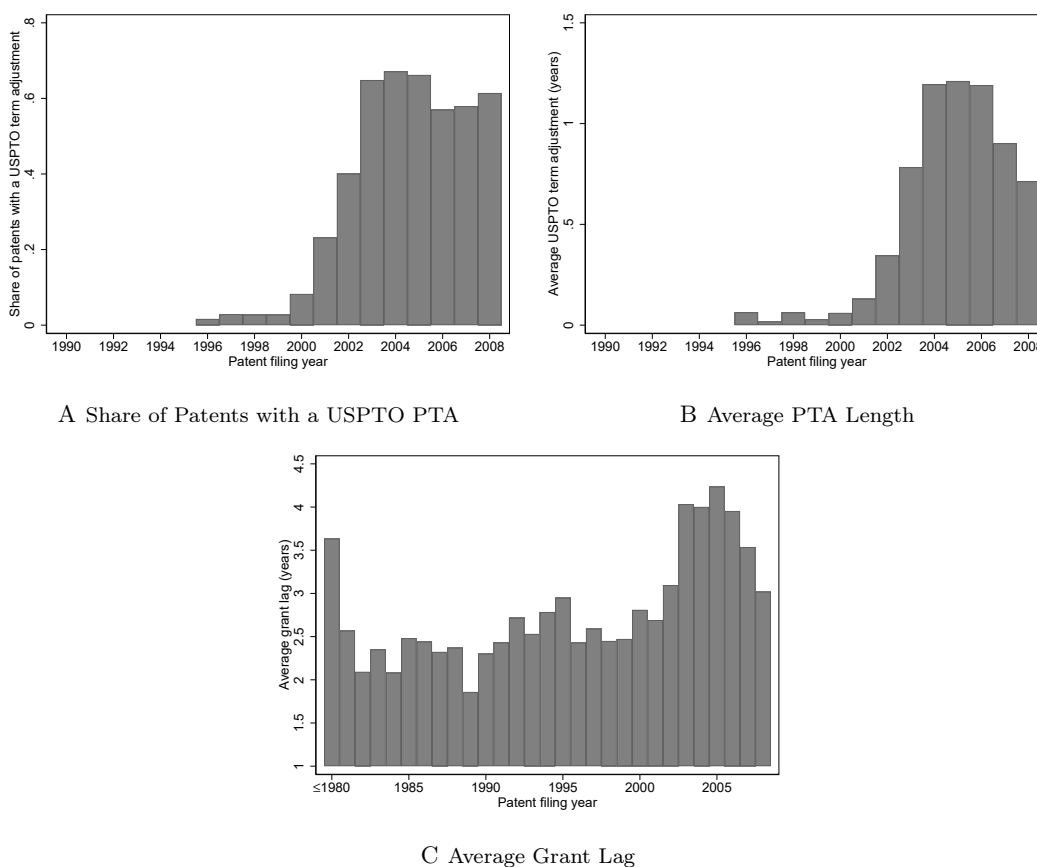 Share of patents with a USPTO term adjustment
.8
.6
.4
.2
0
1990 1992 1994 1996 1998 2000 2002 2004 2006 2008
Patent filing year
A Share of Patents with a USPTO PTA
Average USPTO term adjustment (years)
1.5
1
.5
0
1990 1992 1994 1996 1998 2000 2002 2004 2006 2008
Patent filing year
B Average PTA Length
Average grant lag (years)
4.5
4
3.5
3
2.5
2
1.5
1
≤1980 1985 1990 1995 2000 2005
Patent filing year
C Average Grant Lag